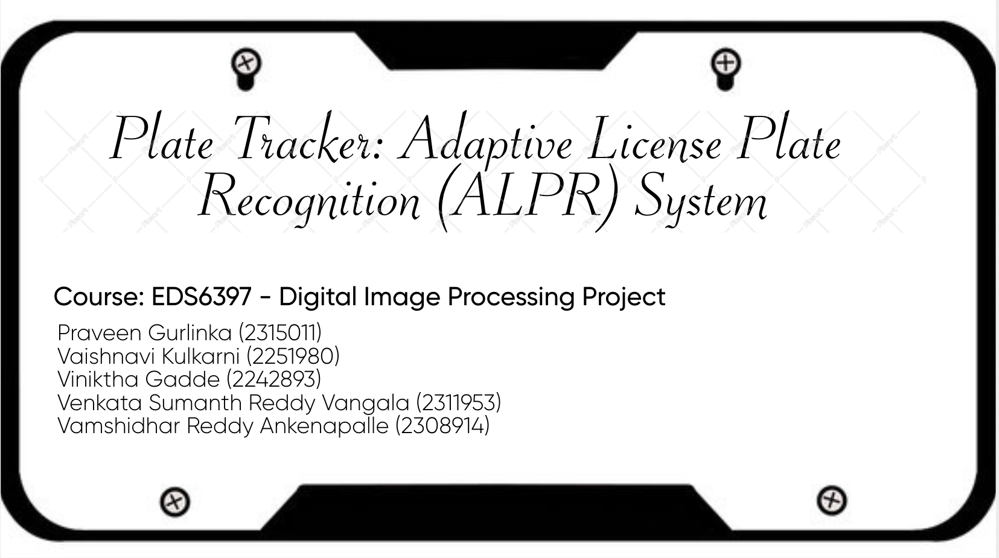 Plate Tracker: Adaptive License Plate
Recognition (ALPR) System
Course: EDS6397 - Digital Image Processing Project
Praveen Gurlinka (2315011)
Vaishnavi Kulkarni (2251980)
Viniktha Gadde (2242893)
Venkata Sumanth Reddy Vangala (2311953)
Vamshidhar Reddy Ankenapalle (2308914)